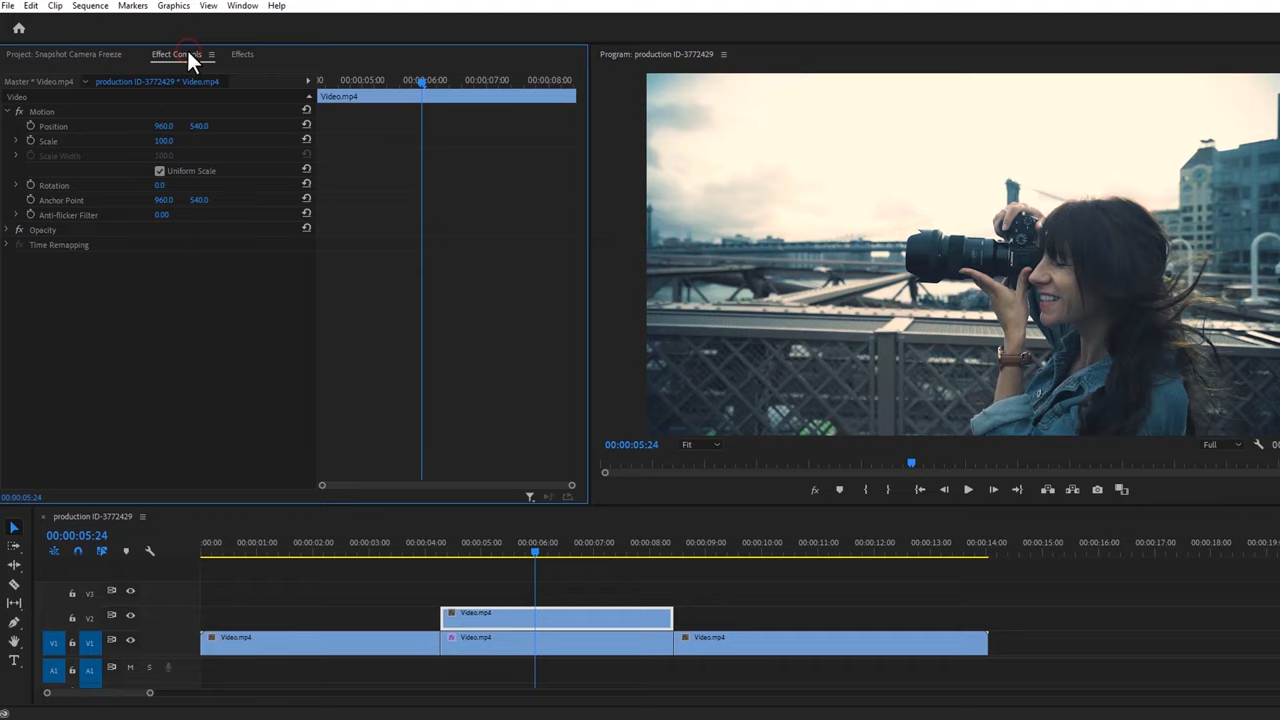 File Edit Clip Sequence Markers Graphics View Window Help
Project: Snapshot Camera Freeze Effect Controls Effects
Program: production ID-3772429
Master * Video.mp4 production ID-3772429 * Video.mp4
00:00:05:00 00:00:06:00 00:00:07:00 00:00:08:00
Video
Video.mp4
fx Motion
Position 960.0 540.0
Scale 100.0
Scale Width 100.0
Uniform Scale
Rotation 0.0
Anchor Point 960.0 540.0
Anti-flicker Filter 0.00
fx Opacity
fx Time Remapping
00:00:05:24 Fit Full
00:00:05:24
production ID-3772429
00:00:05:24
:00:00 00:00:01:00 00:00:02:00 00:00:03:00 00:00:04:00 00:00:05:00 00:00:06:00 00:00:07:00 00:00:08:00 00:00:09:00 00:00:10:00 00:00:11:00 00:00:12:00 00:00:13:00 00:00:14:00 00:00:15:00 00:00:16:00 00:00:17:00 00:00:18:00 00:00:19:0
V3
V2 Video.mp4
V1 V1 Video.mp4 fx Video.mp4 Video.mp4
A1 A1 M S